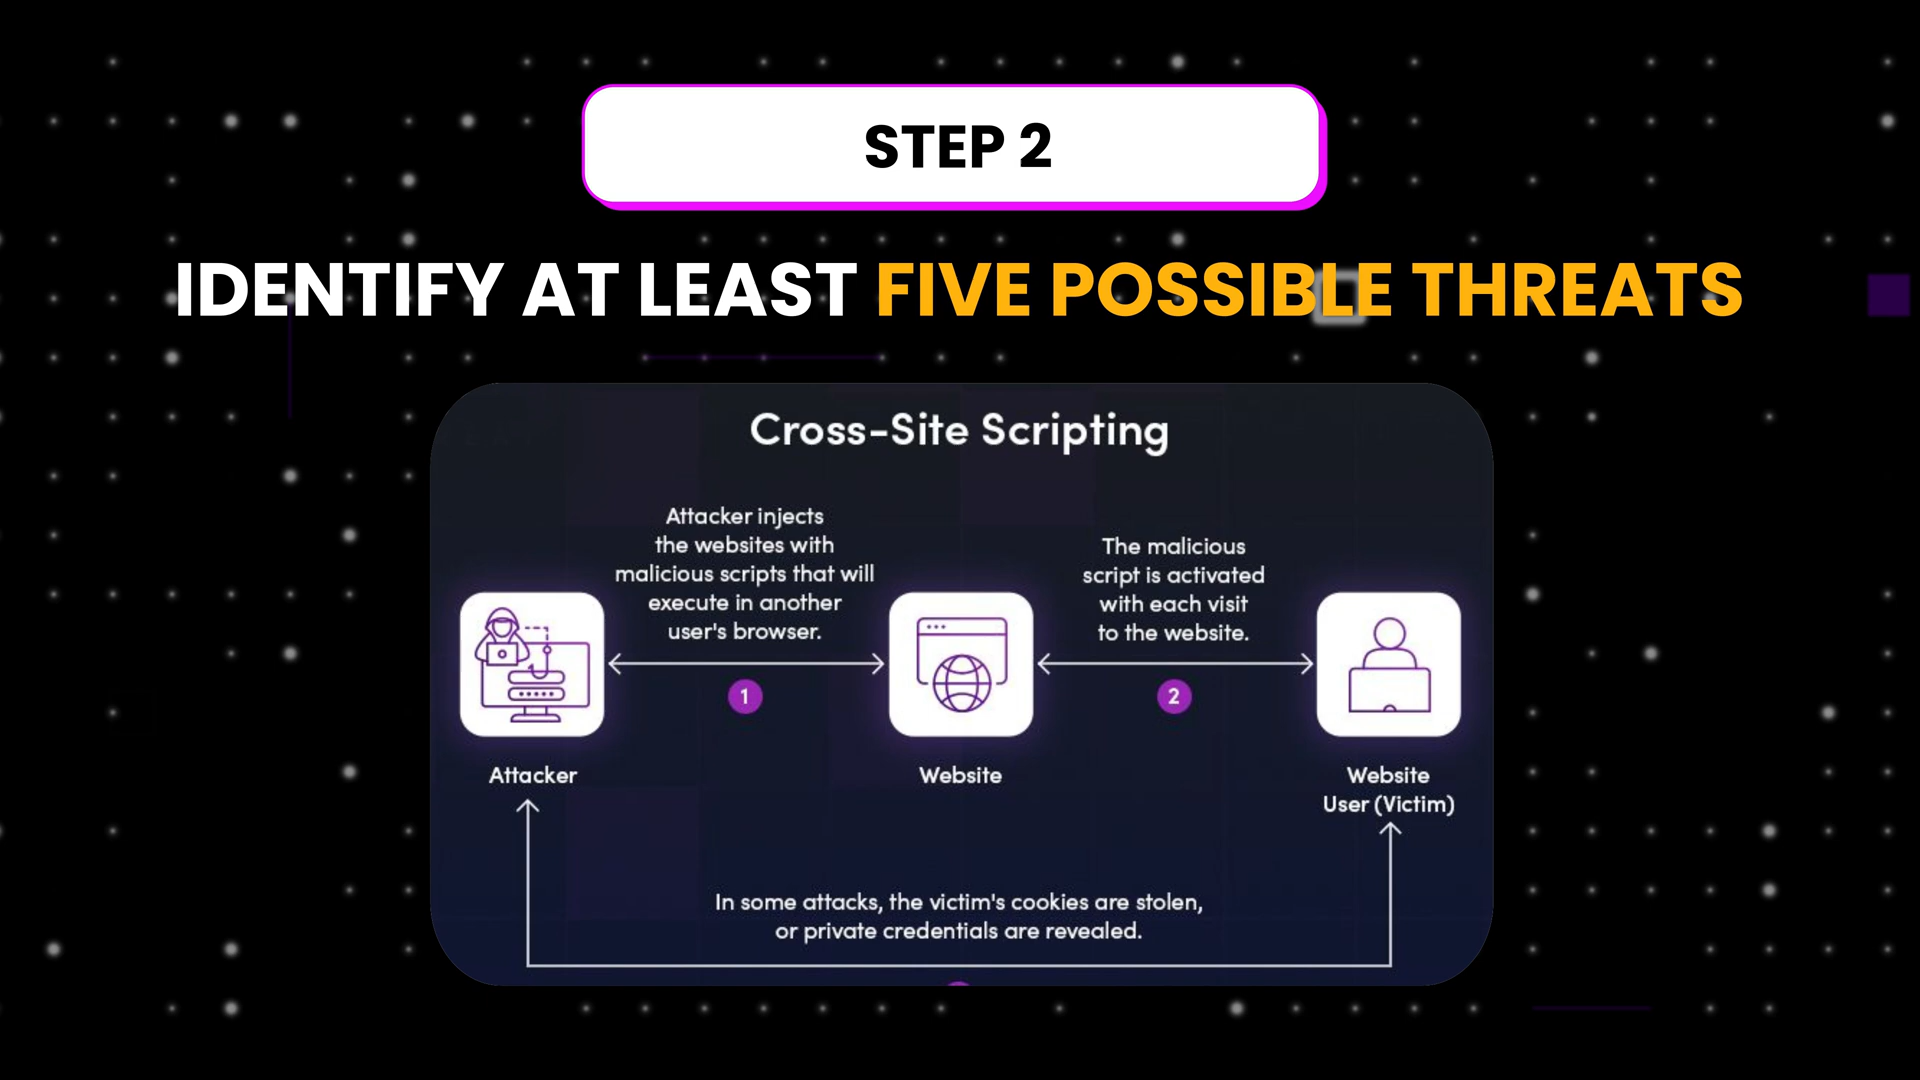 STEP 2
IDENTIFY AT LEAST FIVE POSSIBLE THREATS
Cross-Site Scripting
Attacker injects
the websites with
malicious scripts that will
execute in another
user's browser.
The malicious
script is activated
with each visit
to the website.
1
2
Attacker
Website
Website
User (Victim)
In some attacks, the victim's cookies are stolen,
or private credentials are revealed.